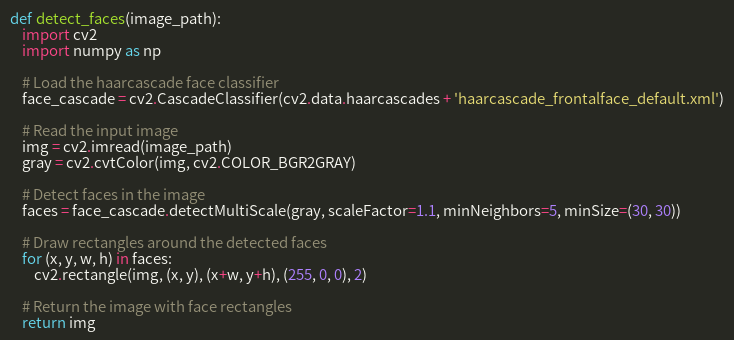 def detect_faces(image_path):
    import cv2
    import numpy as np

    # Load the haarcascade face classifier
    face_cascade = cv2.CascadeClassifier(cv2.data.haarcascades + 'haarcascade_frontalface_default.xml')

    # Read the input image
    img = cv2.imread(image_path)
    gray = cv2.cvtColor(img, cv2.COLOR_BGR2GRAY)

    # Detect faces in the image
    faces = face_cascade.detectMultiScale(gray, scaleFactor=1.1, minNeighbors=5, minSize=(30, 30))

    # Draw rectangles around the detected faces
    for (x, y, w, h) in faces:
        cv2.rectangle(img, (x, y), (x+w, y+h), (255, 0, 0), 2)

    # Return the image with face rectangles
    return img